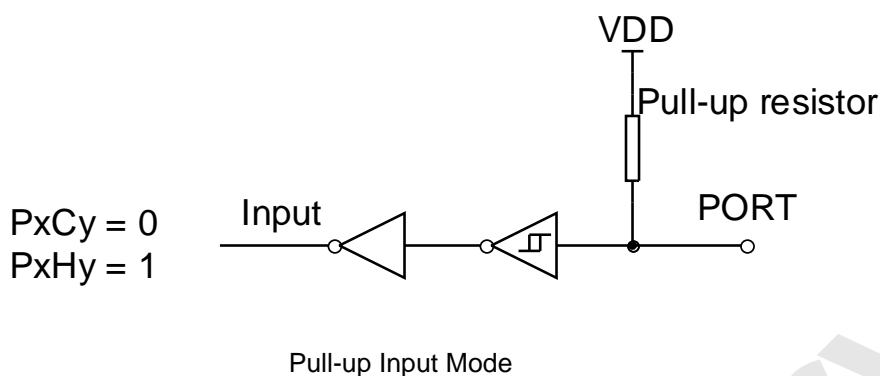 VDD
Pull-up resistor
PORT
Input
PxCy = 0
PxHy = 1
Pull-up Input Mode